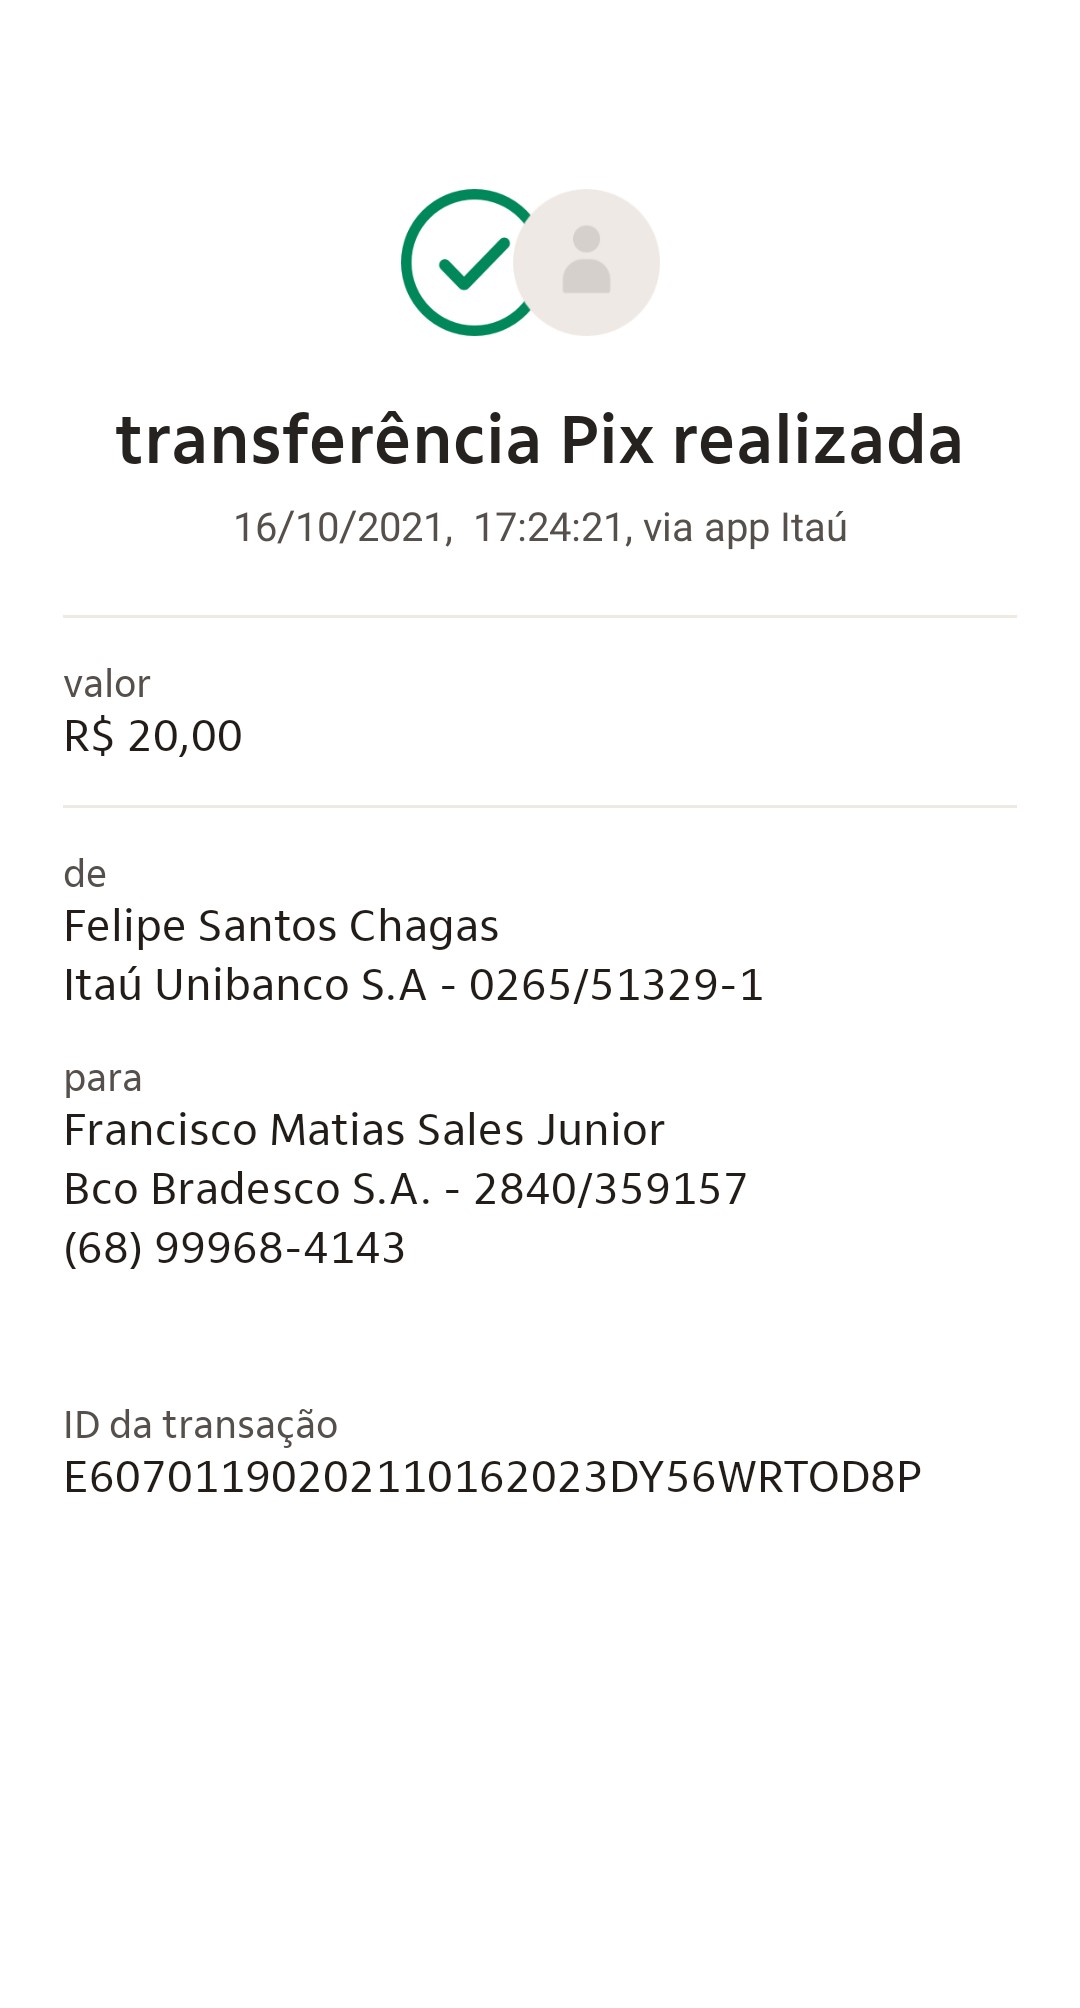 transferência Pix realizada
16/10/2021, 17:24:21, via app Itaú
valor
R$ 20,00
de
Felipe Santos Chagas
Itaú Unibanco S.A - 0265/51329-1
para
Francisco Matias Sales Junior
Bco Bradesco S.A. - 2840/359157
(68) 99968-4143
ID da transação
E60701190202110162023DY56WRTOD8P